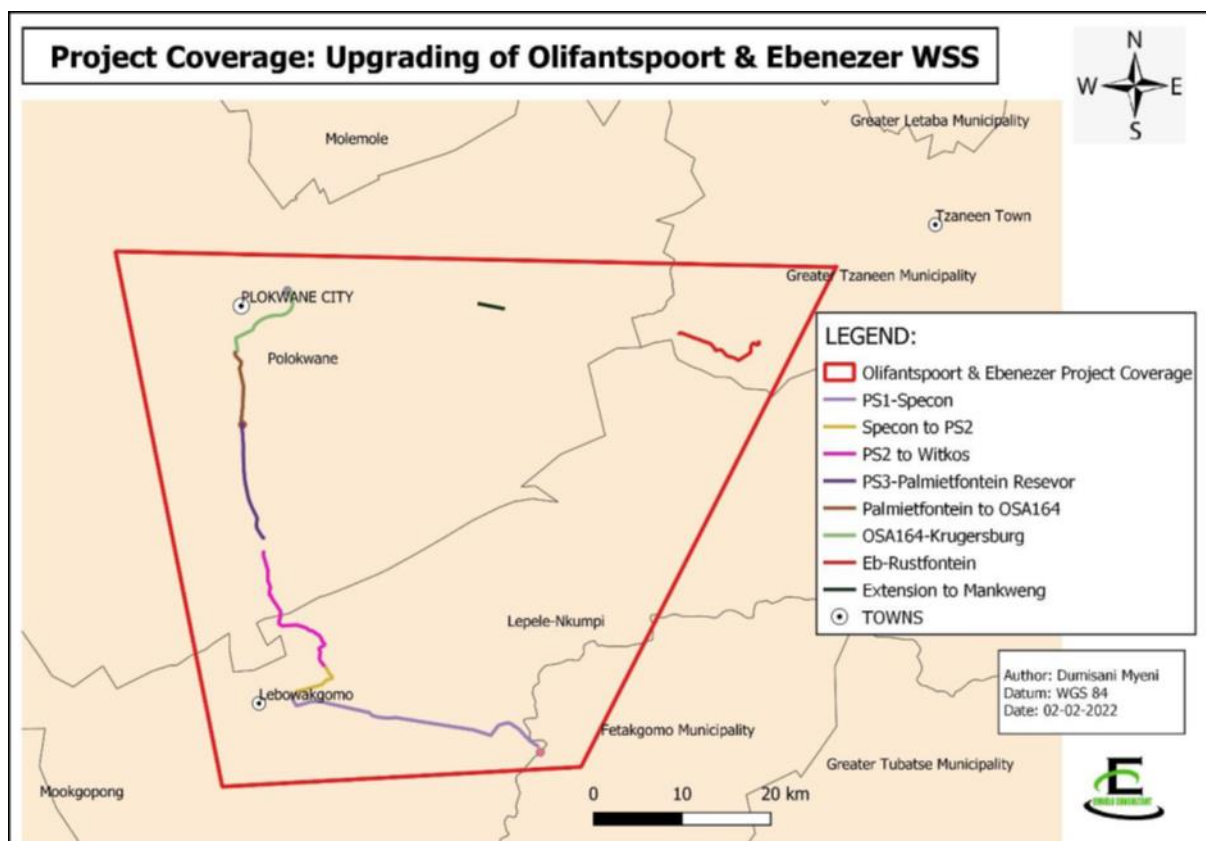 Project Coverage: Upgrading of Olifantspoort & Ebenezer WSS
N
W
E
S
Molemole
Greater Letaba Municipality
Tzaneen Town
Greater Tzaneen Municipality
PLOKWANE CITY
Polokwane
LEGEND:
Olifantspoort & Ebenezer Project Coverage
PS1-Specon
Specon to PS2
PS2 to Witkos
PS3-Palmietfontein Resevor
Palmietfontein to OSA164
OSA164-Krugersburg
Eb-Rustfontein
Extension to Mankweng
TOWNS
Lepele-Nkumpi
Lebowakgomo
Fetakgomo Municipality
Greater Tubatse Municipality
Mookgopong
Author: Dumisani Myeni
Datum: WGS 84
Date: 02-02-2022
0 10 20 km
E